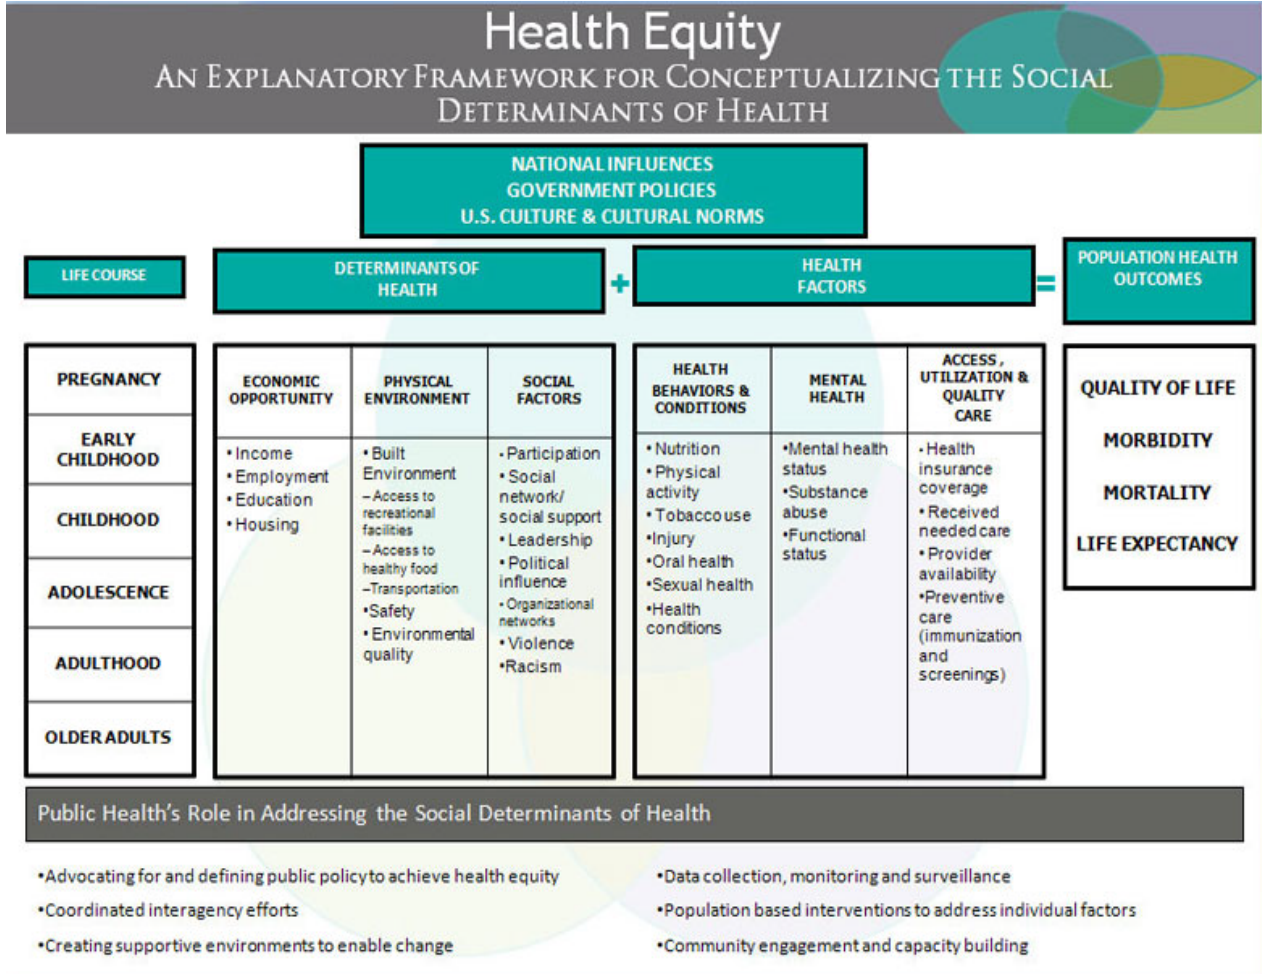 Health Equity
AN EXPLANATORY FRAMEWORK FOR CONCEPTUALIZING THE SOCIAL
DETERMINANTS OF HEALTH
NATIONAL INFLUENCES
GOVERNMENT POLICIES
U.S. CULTURE & CULTURAL NORMS
LIFE COURSE
DETERMINANTS OF
HEALTH
+
HEALTH
FACTORS
=
POPULATION HEALTH
OUTCOMES
PREGNANCY
EARLY
CHILDHOOD
CHILDHOOD
ADOLESCENCE
ADULTHOOD
OLDER ADULTS
ECONOMIC
OPPORTUNITY
• Income
• Employment
• Education
• Housing
PHYSICAL
ENVIRONMENT
• Built
Environment
– Access to
recreational
facilities
– Access to
healthy food
–Transportation
•Safety
• Environmental
quality
SOCIAL
FACTORS
• Participation
• Social
network/
social support
• Leadership
• Political
influence
• Organizational
networks
• Violence
•Racism
HEALTH
BEHAVIORS &
CONDITIONS
• Nutrition
• Physical
activity
• Tobacco use
•Injury
•Oral health
•Sexual health
•Health
conditions
MENTAL
HEALTH
•Mental health
status
•Substance
abuse
•Functional
status
ACCESS,
UTILIZATION &
QUALITY
CARE
• Health
insurance
coverage
• Received
needed care
• Provider
availability
•Preventive
care
(immunization
and
screenings)
QUALITY OF LIFE
MORBIDITY
MORTALITY
LIFE EXPECTANCY
Public Health's Role in Addressing the Social Determinants of Health
•Advocating for and defining public policy to achieve health equity
•Coordinated interagency efforts
•Creating supportive environments to enable change
•Data collection, monitoring and surveillance
•Population based interventions to address individual factors
•Community engagement and capacity building